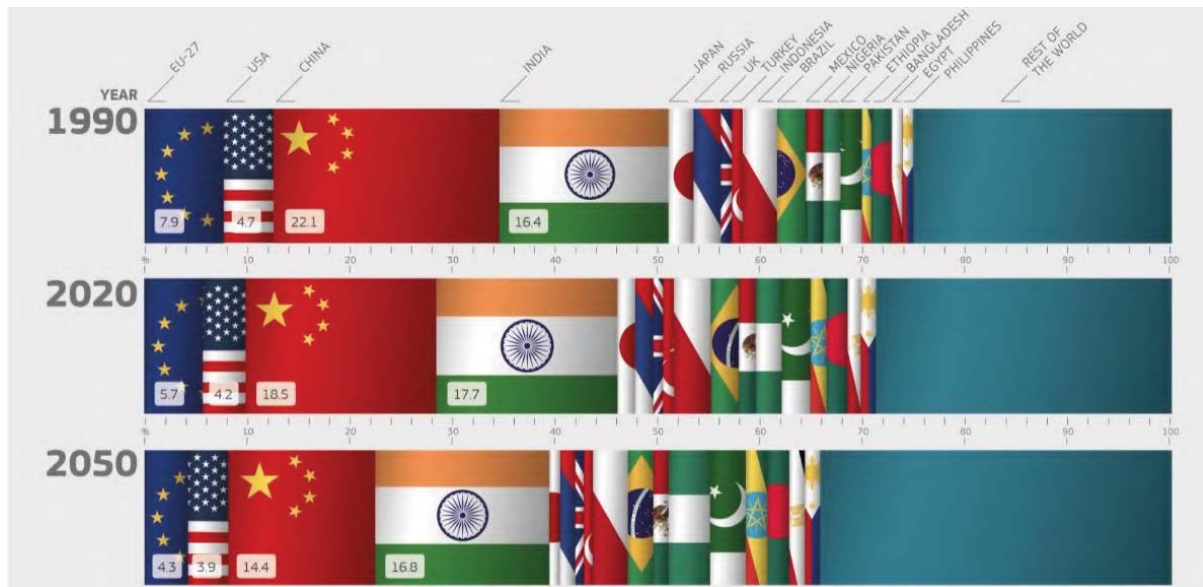 EU-27
USA
CHINA
INDIA
JAPAN
RUSSIA
UK
TURKEY
INDONESIA
BRAZIL
MEXICO
NIGERIA
PAKISTAN
ETHIOPIA
BANGLADESH
EGYPT
PHILIPPINES
REST OF
THE WORLD
YEAR
1990
7.9 4.7 22.1 16.4
% 10 20 30 40 50 60 70 80 90 100
2020
5.7 4.2 18.5 17.7
% 10 20 30 40 50 60 70 80 90 100
2050
4.3 3.9 14.4 16.8